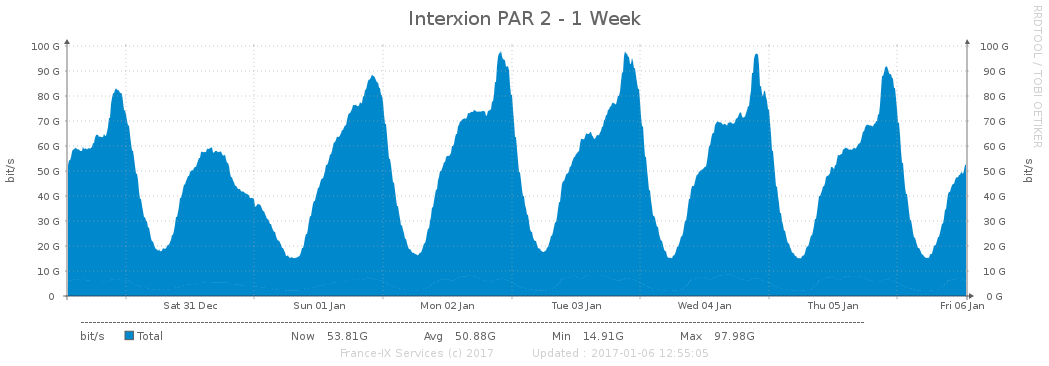 Interxion PAR 2 - 1 Week
RRDTOOL / TOBI OETIKER
100 G 100 G
90 G 90 G
80 G 80 G
70 G 70 G
60 G 60 G
50 G 50 G
40 G 40 G
30 G 30 G
20 G 20 G
10 G 10 G
0 0 G
bit/s bit/s
Sat 31 Dec Sun 01 Jan Mon 02 Jan Tue 03 Jan Wed 04 Jan Thu 05 Jan Fri 06 Jan
bit/s Total Now 53.81G Avg 50.88G Min 14.91G Max 97.98G
France-IX Services (c) 2017 Updated : 2017-01-06 12:55:05